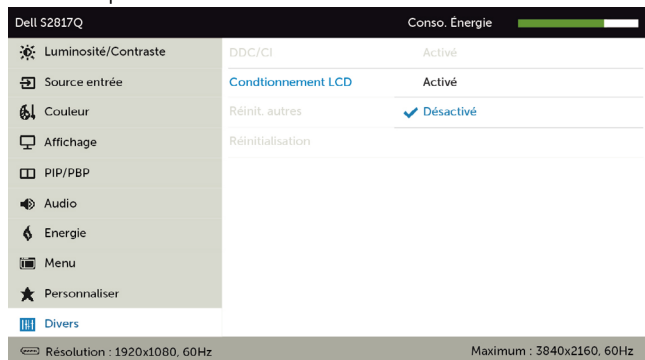 Dell S2817Q Conso. Énergie
Luminosité/Contraste DDC/CI Activé
Source entrée Condtionnement LCD Activé
Couleur Réinit. autres Désactivé
Affichage Réinitialisation
PIP/PBP
Audio
Energie
Menu
Personnaliser
Divers
Résolution : 1920x1080, 60Hz Maximum : 3840x2160, 60Hz